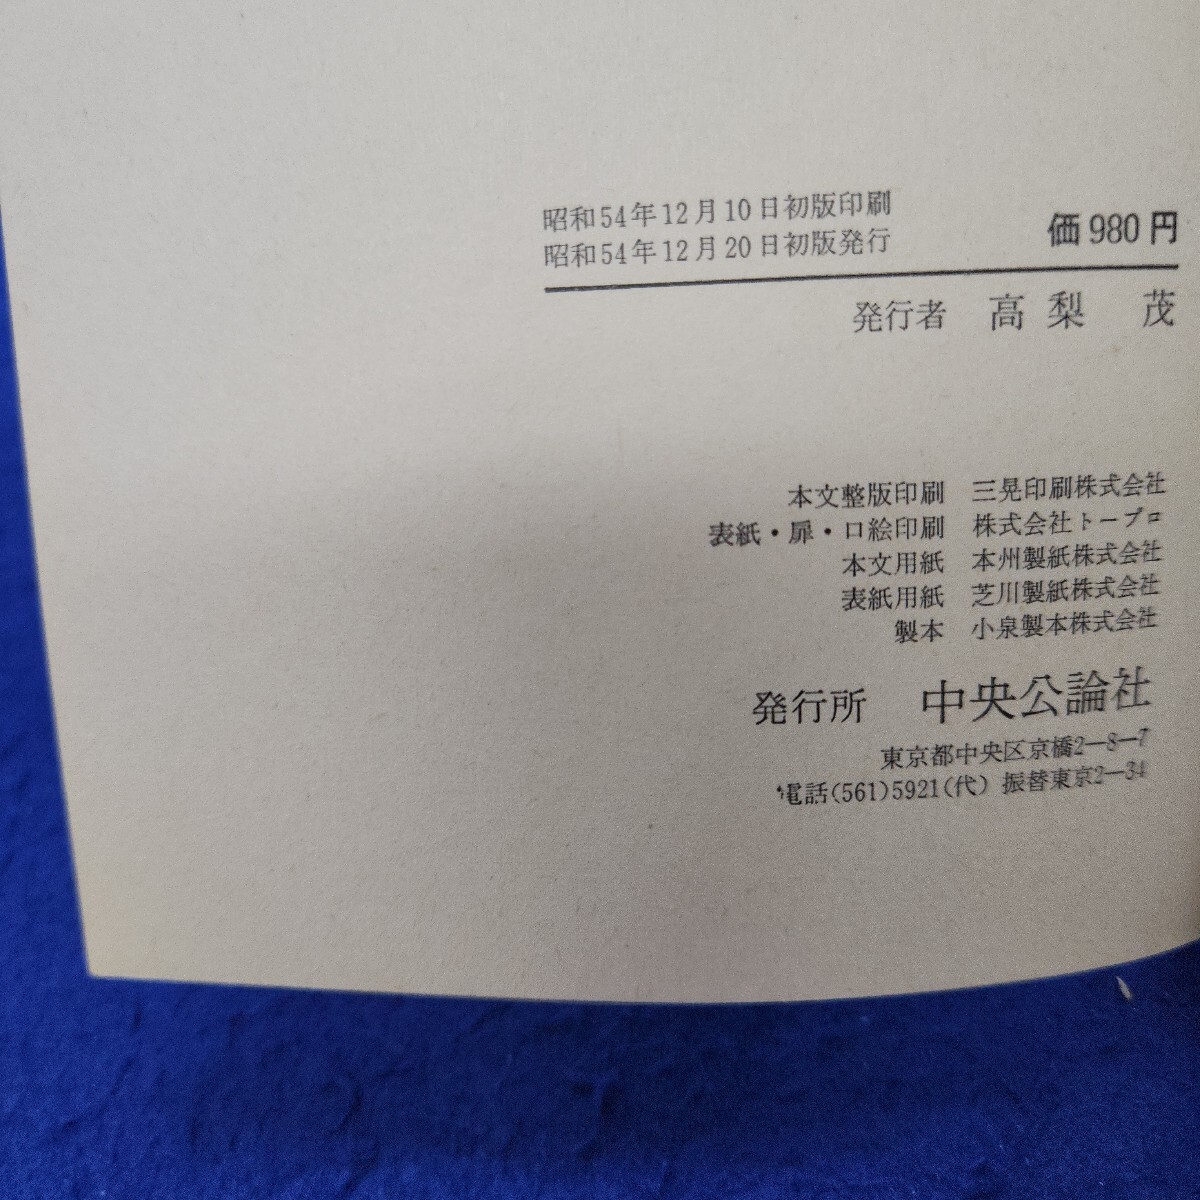 昭和54年12月10日初版印刷
昭和54年12月20日初版発行
価980円
発行者 高梨 茂
本文整版印刷 三晃印刷株式会社
表紙・扉・口絵印刷 株式会社トープロ
本文用紙 本州製紙株式会社
表紙用紙 芝川製紙株式会社
製本 小泉製本株式会社
発行所 中央公論社
東京都中央区京橋2-8-7
電話(561)5921(代) 振替東京2-34